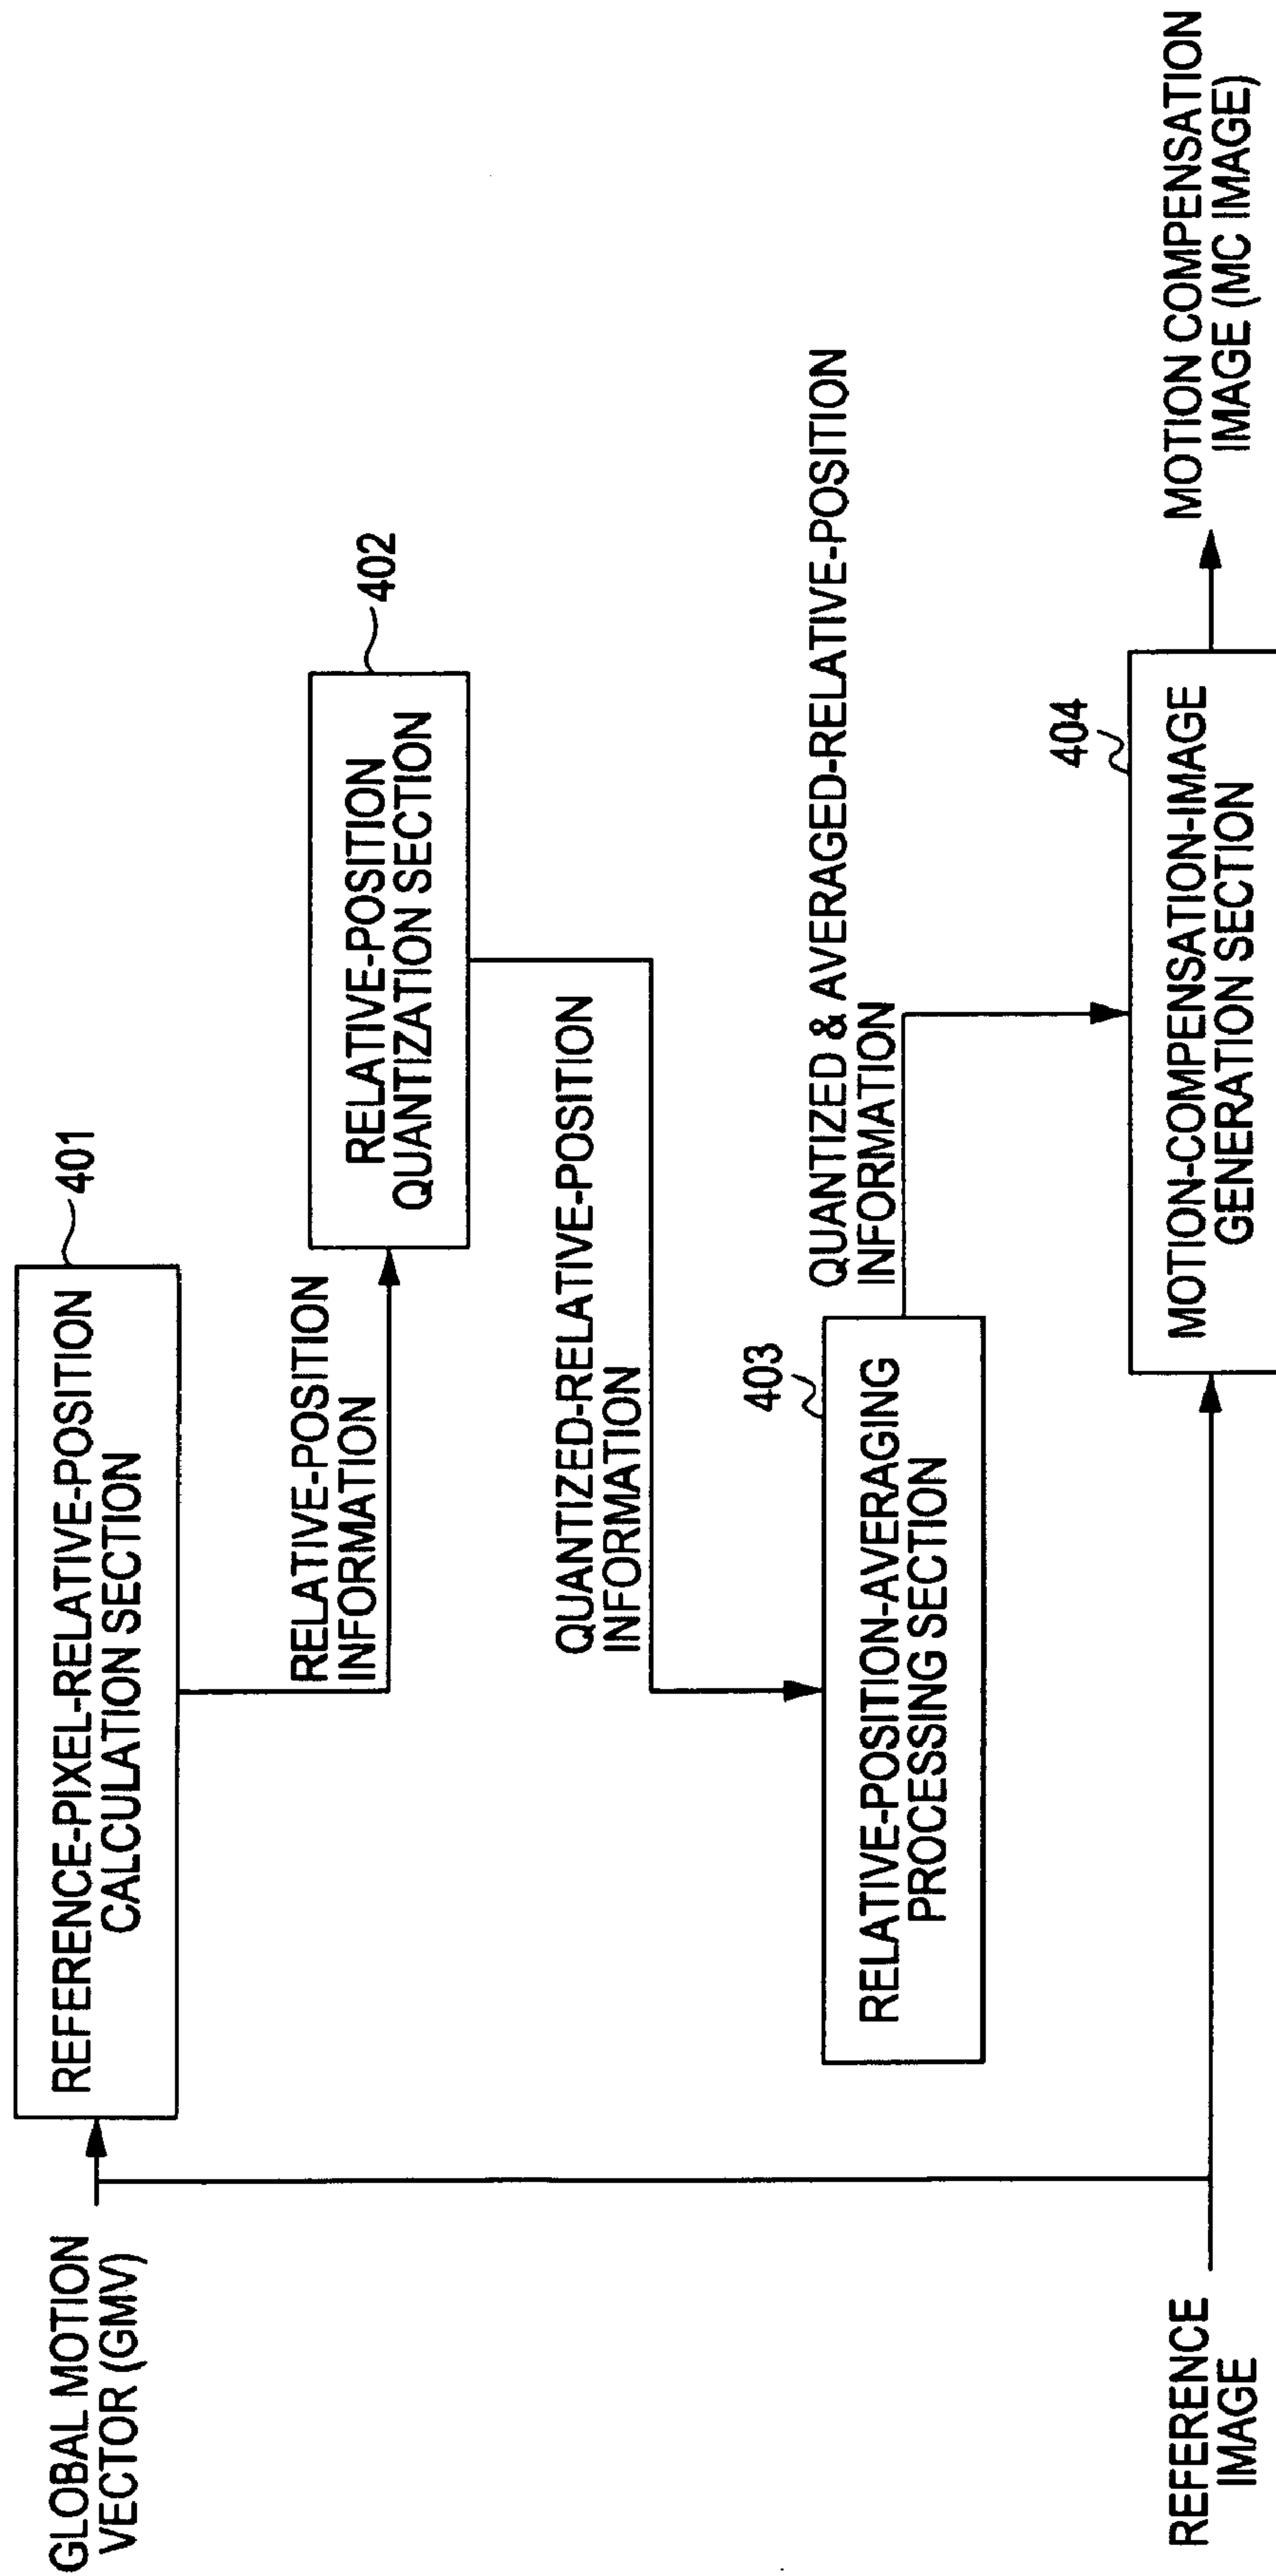 GLOBAL MOTION
VECTOR (GMV)
REFERENCE-PIXEL-RELATIVE-POSITION
CALCULATION SECTION
401
RELATIVE-POSITION
INFORMATION
RELATIVE-POSITION
QUANTIZATION SECTION
402
QUANTIZED-RELATIVE-POSITION
INFORMATION
403
RELATIVE-POSITION-AVERAGING
PROCESSING SECTION
QUANTIZED & AVERAGED-RELATIVE-POSITION
INFORMATION
404
MOTION-COMPENSATION-IMAGE
GENERATION SECTION
REFERENCE
IMAGE
MOTION COMPENSATION
IMAGE (MC IMAGE)